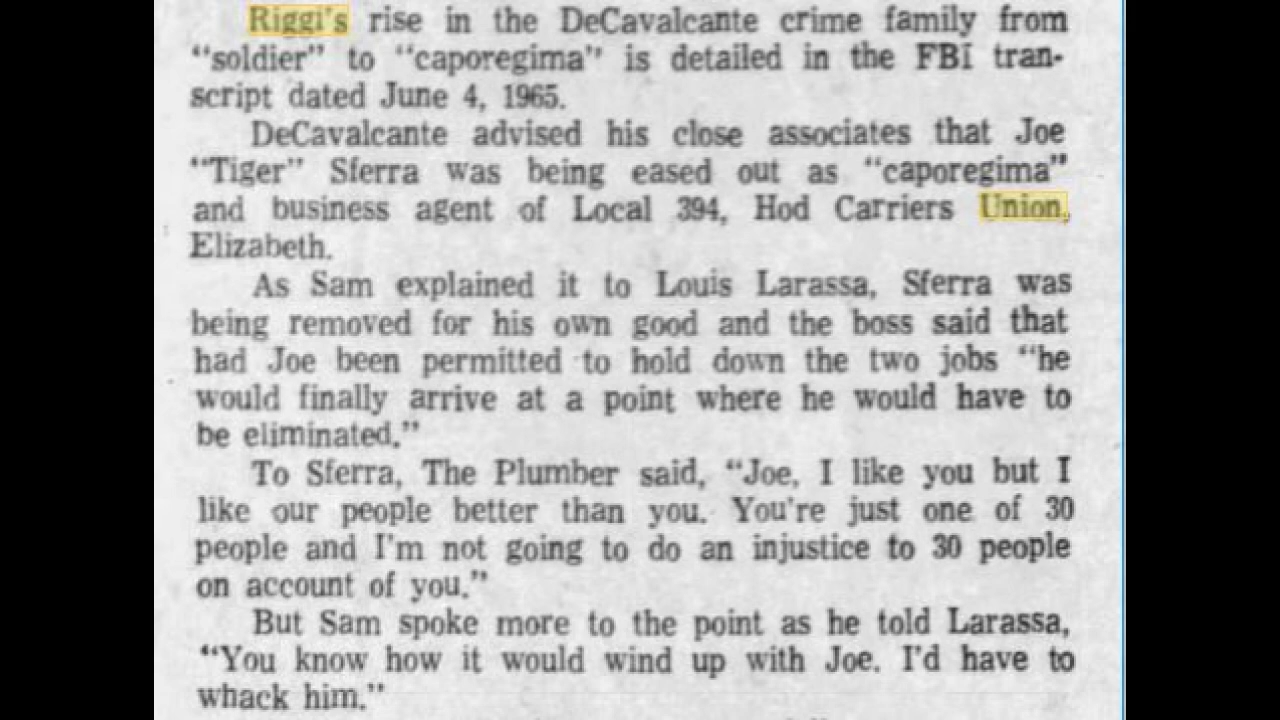 Riggi's rise in the DeCavalcante crime family from
"soldier" to "caporegima" is detailed in the FBI tran-
script dated June 4, 1965.
DeCavalcante advised his close associates that Joe
"Tiger" Sferra was being eased out as "caporegima"
and business agent of Local 394, Hod Carriers Union,
Elizabeth.
As Sam explained it to Louis Larassa, Sferra was
being removed for his own good and the boss said that
had Joe been permitted to hold down the two jobs "he
would finally arrive at a point where he would have to
be eliminated."
To Sferra, The Plumber said, "Joe, I like you but I
like our people better than you. You're just one of 30
people and I'm not going to do an injustice to 30 people
on account of you."
But Sam spoke more to the point as he told Larassa,
"You know how it would wind up with Joe. I'd have to
whack him."